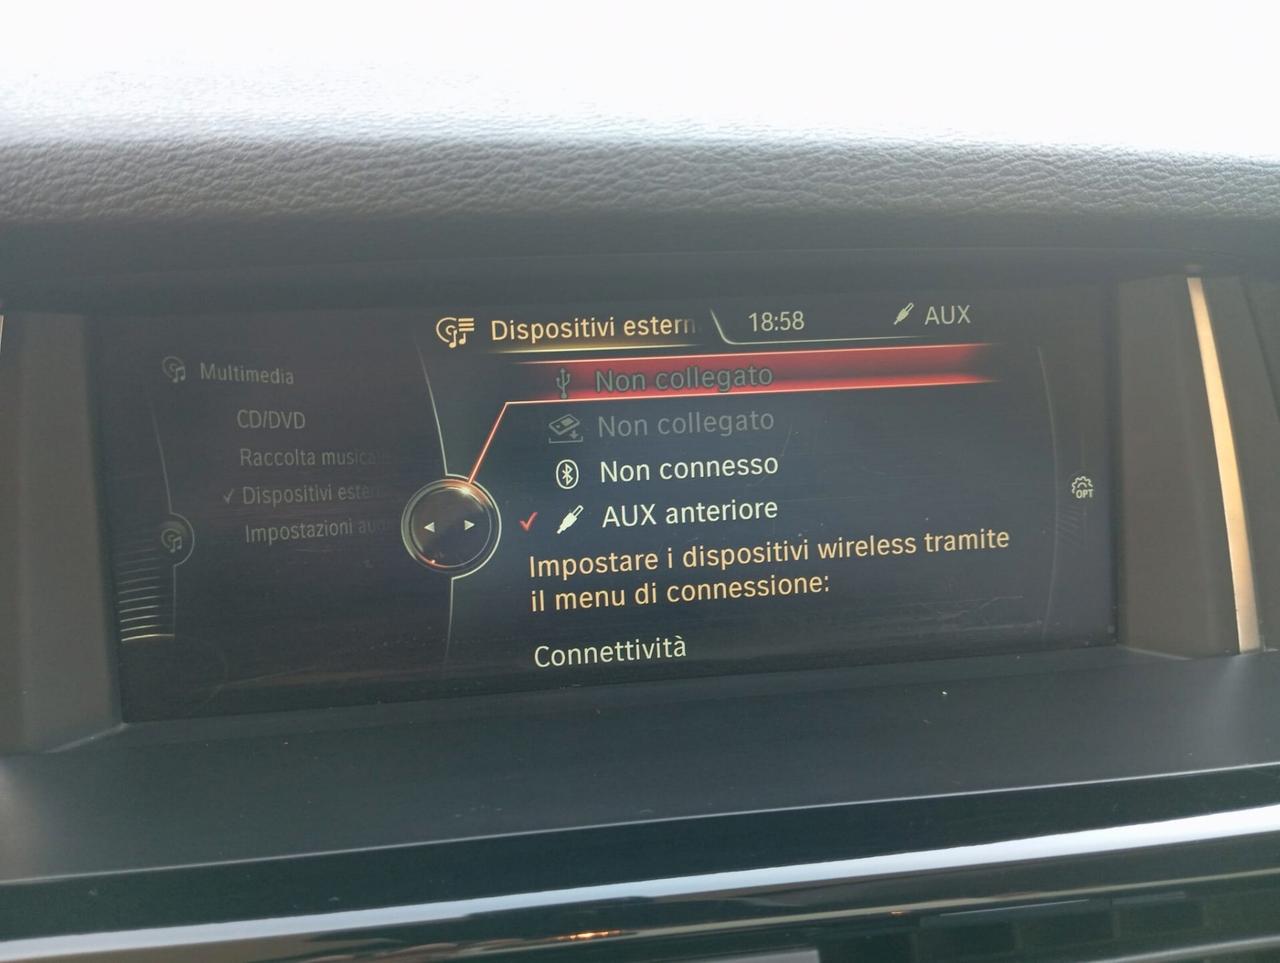 Dispositivi estern
18:58
AUX
Multimedia
CD/DVD
Raccolta musica
Dispositivi este
Impostazioni au
Non collegato
Non collegato
Non connesso
AUX anteriore
Impostare i dispositivi wireless tramite
il menu di connessione:
Connettività
OPT